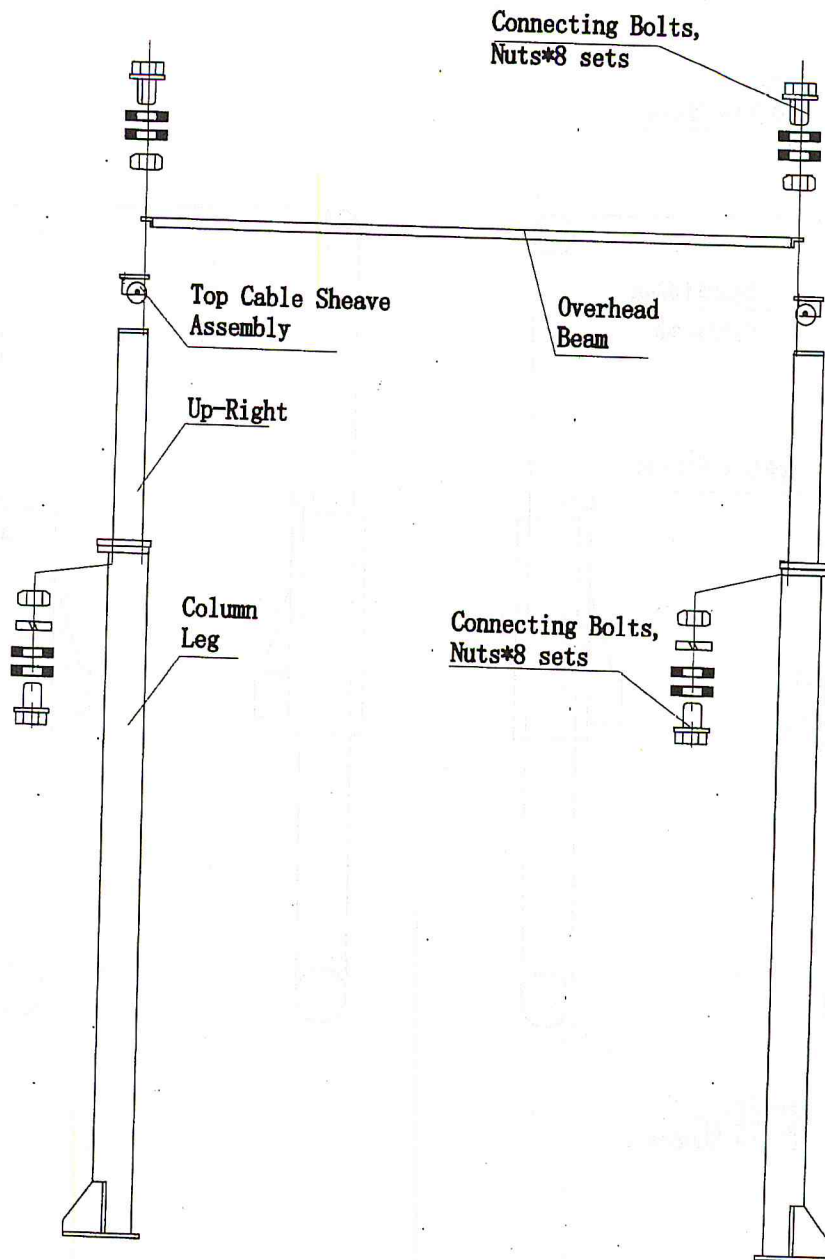 Connecting Bolts,
Nuts*8 sets
Top Cable Sheave
Assembly
Overhead
Beam
Up-Right
Column
Leg
Connecting Bolts,
Nuts*8 sets